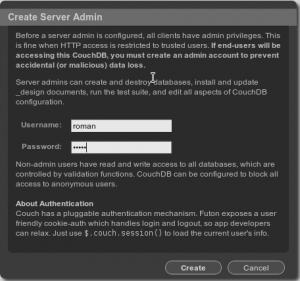 Create Server Admin
Before a server admin is configured, all clients have admin privileges.
This is fine when HTTP access is restricted to trusted users. If end-users will be
accessing this CouchDB, you must create an admin account to prevent
accidental (or malicious) data loss.
Server admins can create and destroy databases, install and update
_design documents, run the test suite, and edit all aspects of CouchDB
configuration.
Username: roman
Password: •••••
Non-admin users have read and write access to all databases, which are
controlled by validation functions. CouchDB can be configured to block all
access to anonymous users.
About Authentication
Couch has a pluggable authentication mechanism. Futon exposes a user
friendly cookie-auth which handles login and logout, so app developers
can relax. Just use $.couch.session() to load the current user's info.
Create Cancel